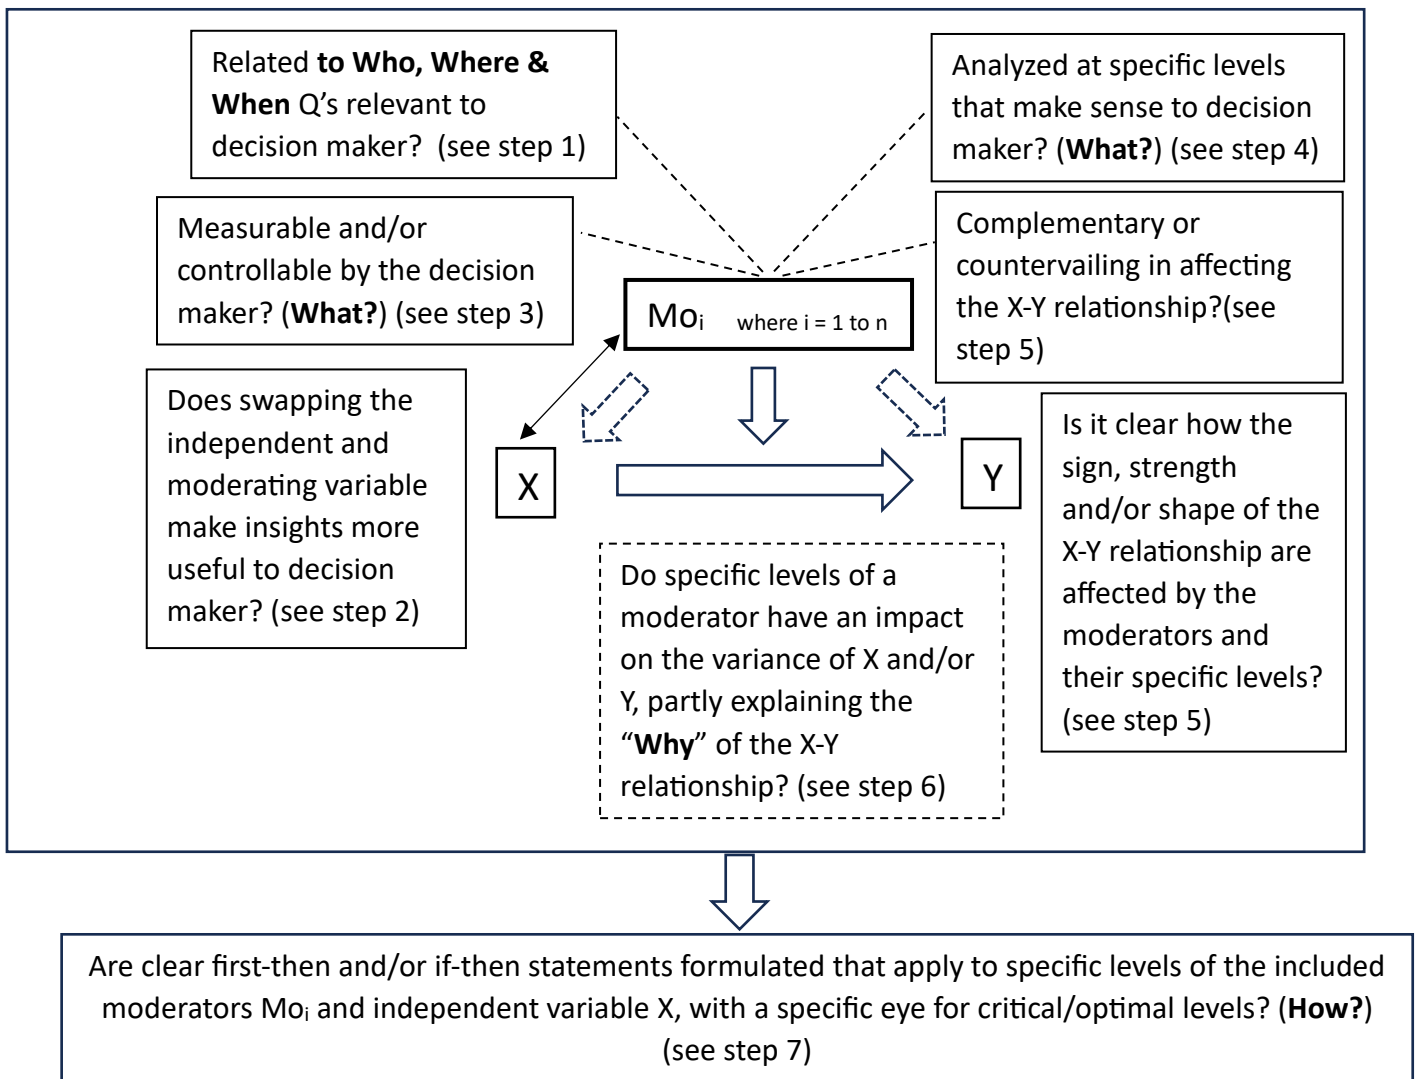 Related to Who, Where &
When Q’s relevant to
decision maker?  (see step 1)
Analyzed at specific levels
that make sense to decision
maker? (What?) (see step 4)
Measurable and/or
controllable by the decision
maker? (What?) (see step 3)
Complementary or
countervailing in affecting
the X-Y relationship?(see
step 5)
Moi where i = 1 to n
Does swapping the
independent and
moderating variable
make insights more
useful to decision
maker? (see step 2)
X
Y
Is it clear how the
sign, strength
and/or shape of the
X-Y relationship are
affected by the
moderators and
their specific levels?
(see step 5)
Do specific levels of a
moderator have an impact
on the variance of X and/or
Y, partly explaining the
“Why” of the X-Y
relationship? (see step 6)
Are clear first-then and/or if-then statements formulated that apply to specific levels of the included
moderators Moi and independent variable X, with a specific eye for critical/optimal levels? (How?)
(see step 7)